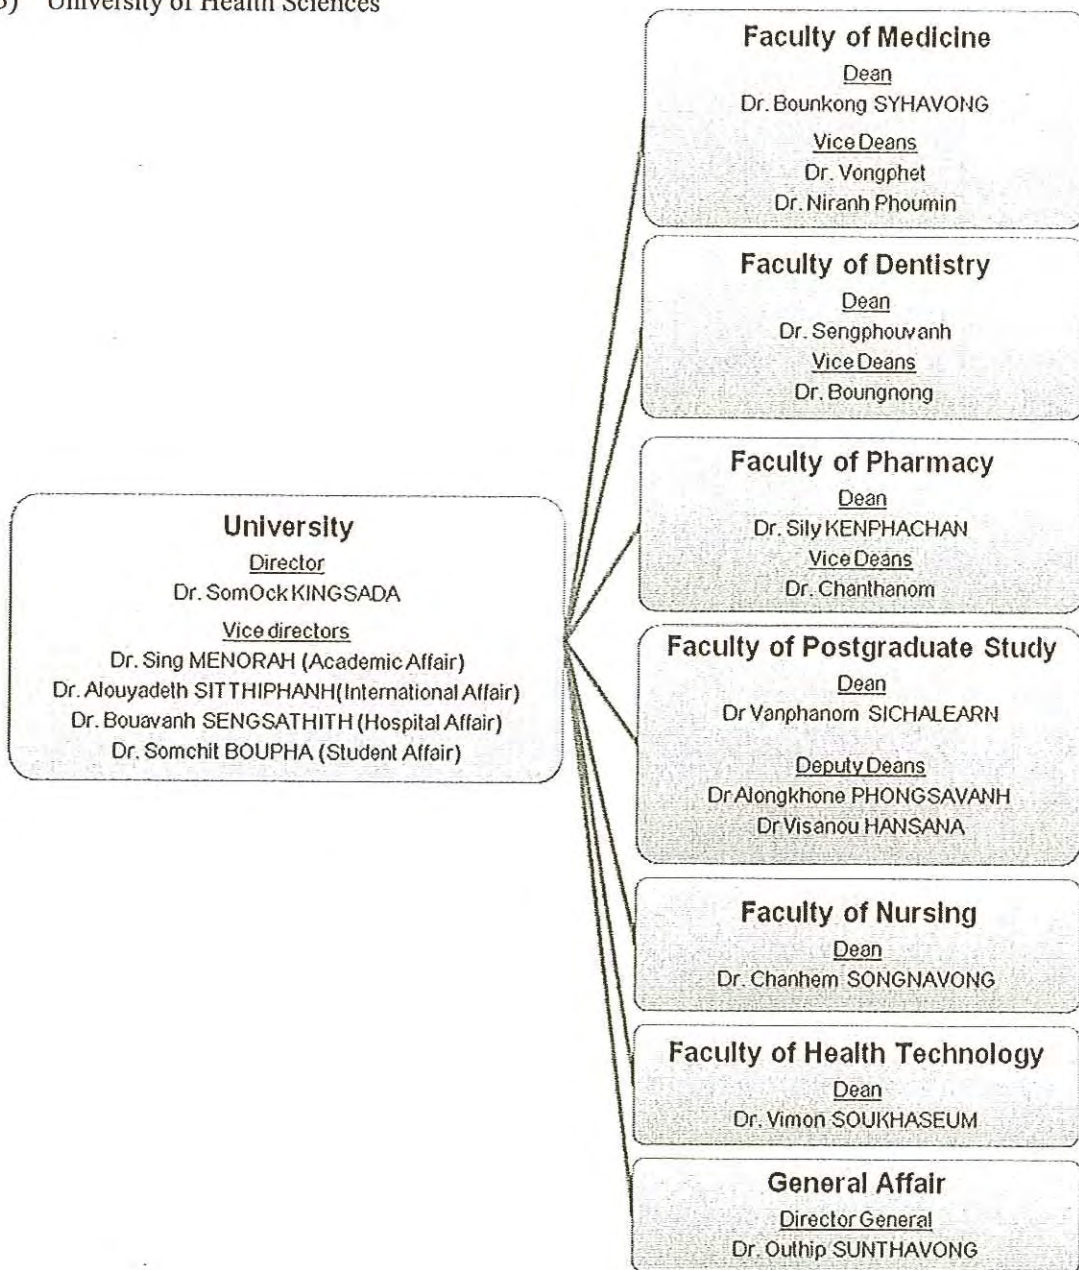 University of Health Sciences
Faculty of Medicine
Dean
Dr. Bounkong SYHAVONG
Vice Deans
Dr. Vongphet
Dr. Niranh Phoumin
Faculty of Dentistry
Dean
Dr. Sengphouvanh
Vice Deans
Dr. Boungnong
Faculty of Pharmacy
Dean
Dr. Sily KENPHACHAN
Vice Deans
Dr. Chanthanom
University
Director
Dr. SomOck KINGSADA
Vice directors
Dr. Sing MENORAH (Academic Affair)
Dr. Alouyadeth SITTHIPHANH(International Affair)
Dr. Bouavanh SENGSATHITH (Hospital Affair)
Dr. Somchit BOUPHA (Student Affair)
Faculty of Postgraduate Study
Dean
Dr Vanphanom SICHALEARN
Deputy Deans
Dr Alongkhone PHONGSAVANH
Dr Visanou HANSANA
Faculty of Nursing
Dean
Dr. Chanhem SONGNAVONG
Faculty of Health Technology
Dean
Dr. Vimon SOUKHASEUM
General Affair
Director General
Dr. Outhip SUNTHAVONG